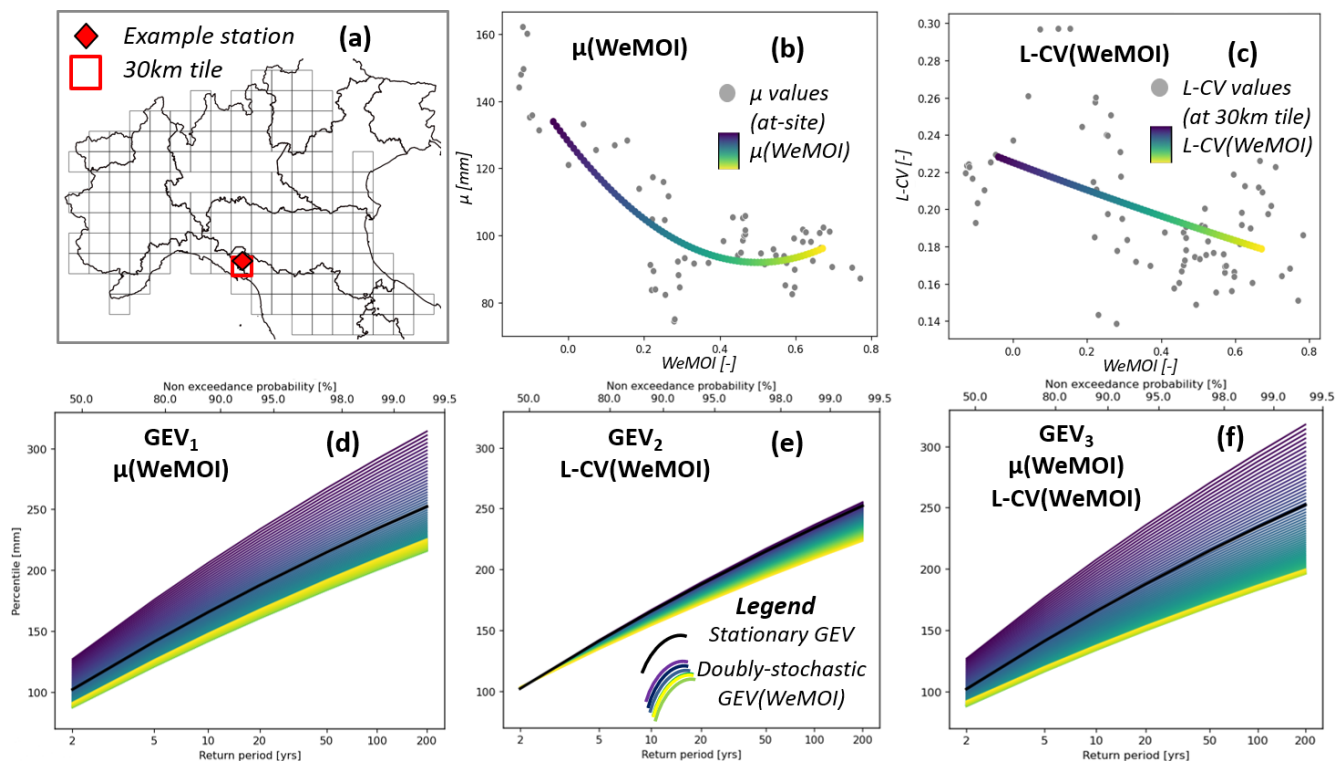 Example station
30km tile
(a)
μ(WeMOI)
(b)
μ values
(at-site)
μ(WeMOI)
μ [mm]
160
140
120
100
80
0.0 0.2 0.4 0.6 0.8
WeMOI [-]
L-CV(WeMOI)
(c)
L-CV values
(at 30km tile)
L-CV(WeMOI)
L-CV [-]
0.30
0.28
0.26
0.24
0.22
0.20
0.18
0.16
0.14
0.0 0.2 0.4 0.6 0.8
WeMOI [-]
Non exceedance probability [%]
50.0 80.0 90.0 95.0 98.0 99.0 99.5
GEV₁
μ(WeMOI)
(d)
Percentile [mm]
300
250
200
150
100
2 5 10 20 50 100 200
Return period [yrs]
Non exceedance probability [%]
50.0 80.0 90.0 95.0 98.0 99.0 99.5
GEV₂
L-CV(WeMOI)
(e)
300
250
200
150
100
Legend
Stationary GEV
Doubly-stochastic
GEV(WeMOI)
2 5 10 20 50 100 200
Return period [yrs]
Non exceedance probability [%]
50.0 80.0 90.0 95.0 98.0 99.0 99.5
GEV₃
μ(WeMOI)
L-CV(WeMOI)
(f)
300
250
200
150
100
2 5 10 20 50 100 200
Return period [yrs]